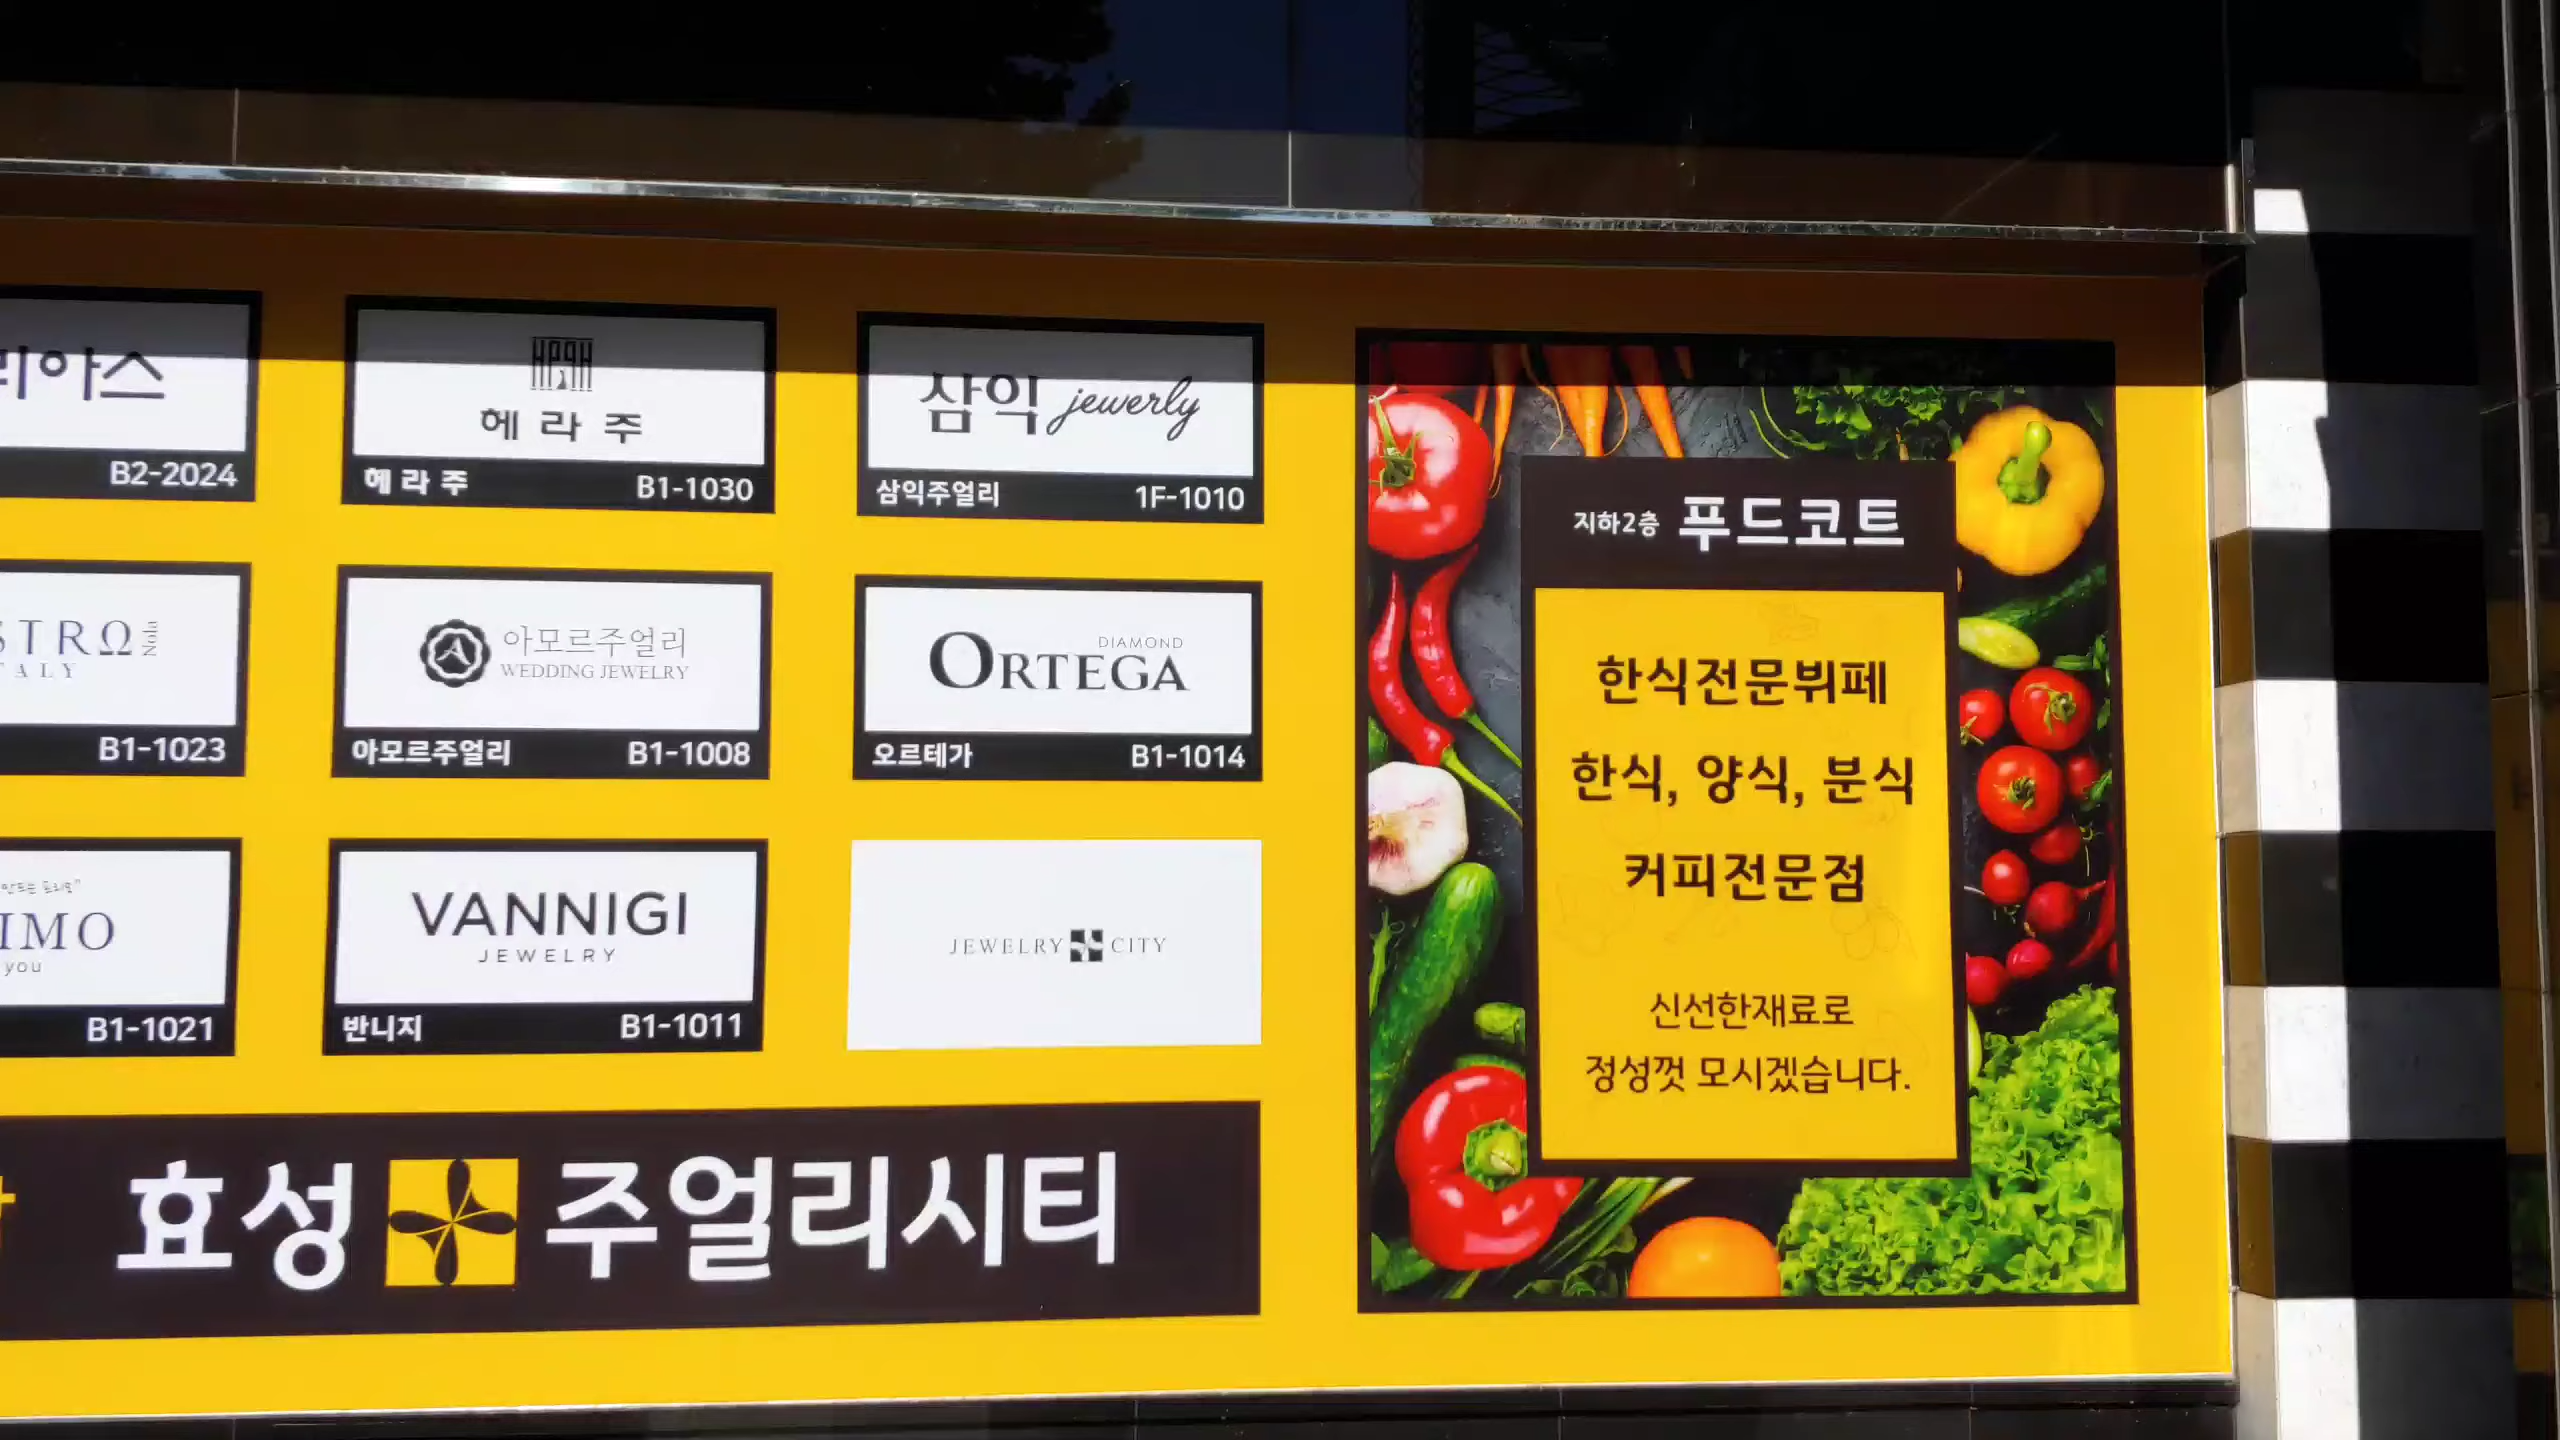 리아스
B2-2024
헤라주
헤라주 B1-1030
삼익 jewerly
삼익주얼리 1F-1010
STRΩ
ALY
B1-1023
아모르주얼리
WEDDING JEWELRY
아모르주얼리 B1-1008
DIAMOND
ORTEGA
오르테가 B1-1014
IMO
you
B1-1021
VANNIGI
JEWELRY
반니지 B1-1011
JEWELRY CITY
효성 주얼리시티
지하2층 푸드코트
한식전문뷔페
한식, 양식, 분식
커피전문점
신선한재료로
정성껏 모시겠습니다.